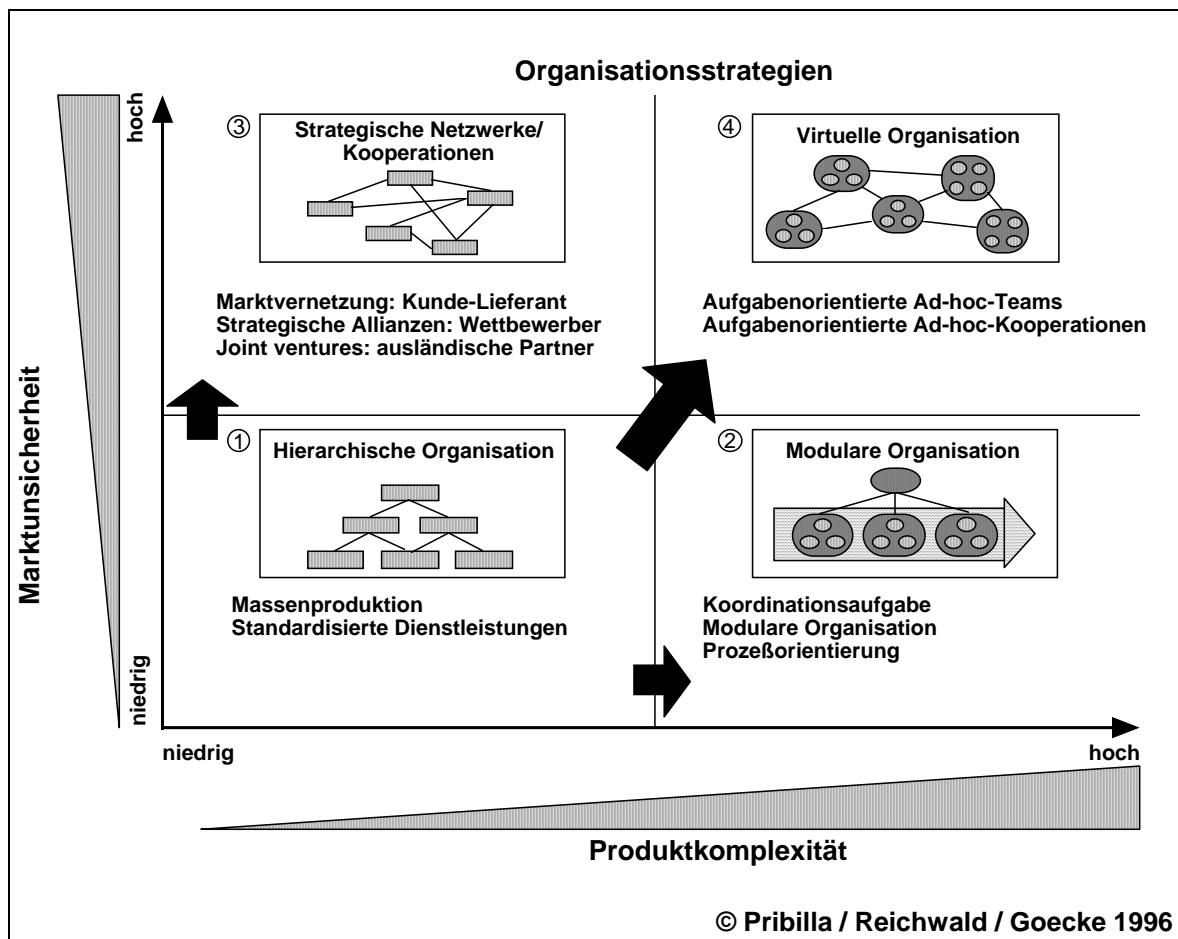 Organisationsstrategien
hoch
③
Strategische Netzwerke/
Kooperationen
Marktvernetzung: Kunde-Lieferant
Strategische Allianzen: Wettbewerber
Joint ventures: ausländische Partner
④
Virtuelle Organisation
Aufgabenorientierte Ad-hoc-Teams
Aufgabenorientierte Ad-hoc-Kooperationen
Marktunsicherheit
①
Hierarchische Organisation
Massenproduktion
Standardisierte Dienstleistungen
②
Modulare Organisation
Koordinationsaufgabe
Modulare Organisation
Prozeßorientierung
niedrig
niedrig
hoch
Produktkomplexität
© Pribilla / Reichwald / Goecke 1996